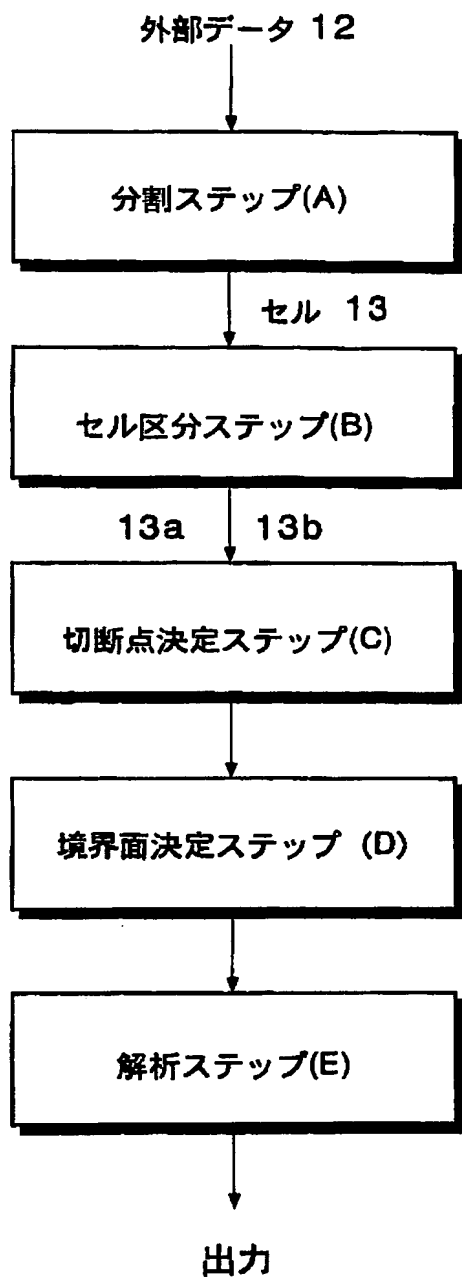 外部データ 12
分割ステップ(A)
セル 13
セル区分ステップ(B)
13a 13b
切断点決定ステップ(C)
境界面決定ステップ (D)
解析ステップ(E)
出力